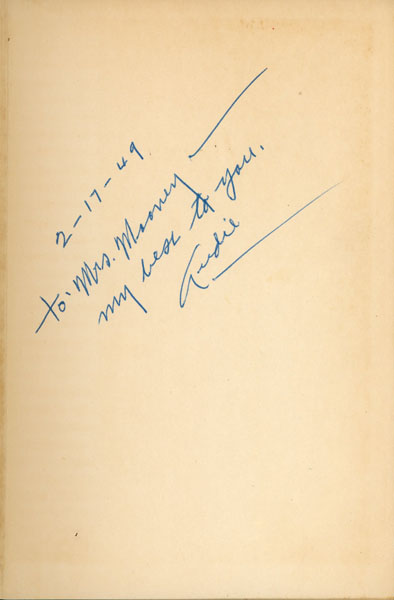 2-17-49
to: Mrs. Mooney —
my best to you,
Audie